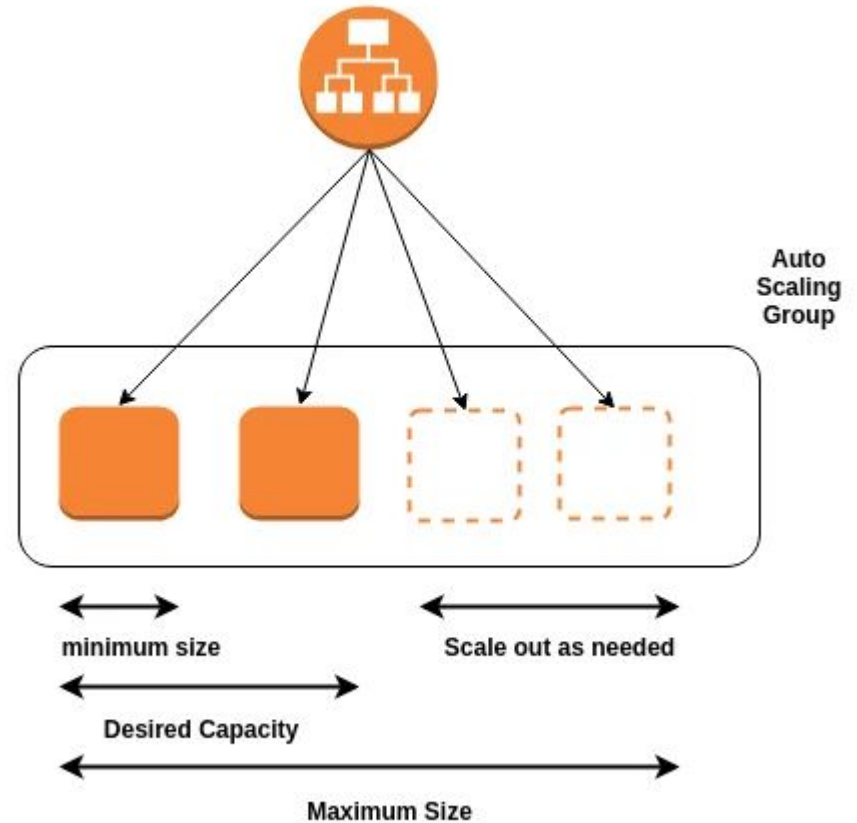 Auto
Scaling
Group
minimum size
Scale out as needed
Desired Capacity
Maximum Size